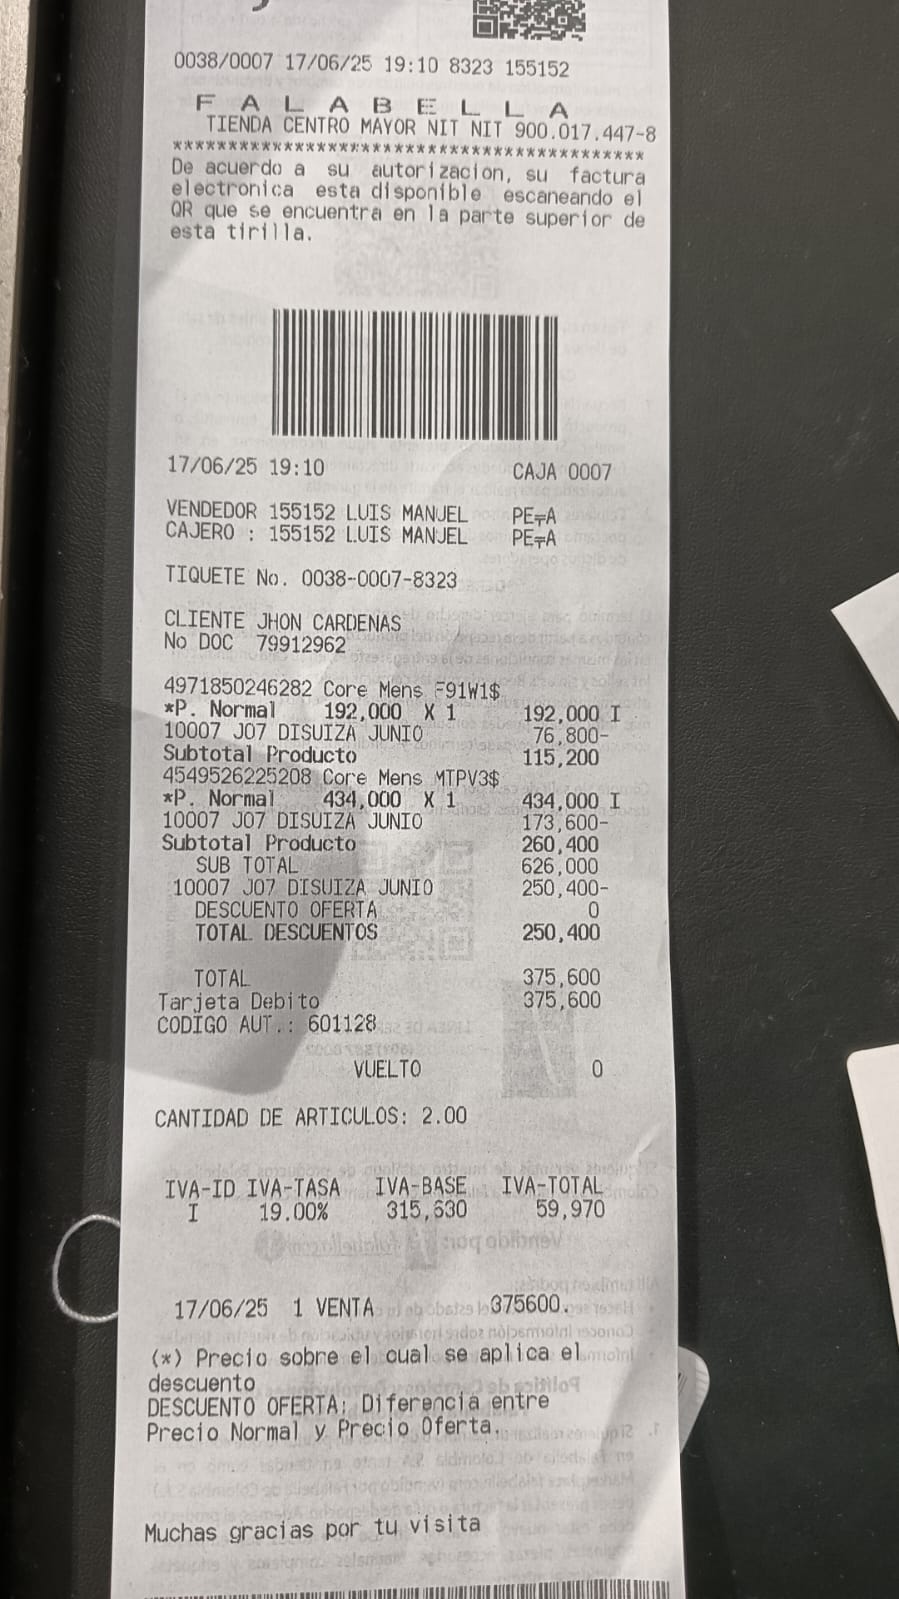 0038/0007 17/06/25 19:10 8323 155152
F A L A B E L L A
TIENDA CENTRO MAYOR NIT NIT 900.017.447-8
*******************************************
De acuerdo a su autorizacion, su factura
electronica esta disponible escaneando el
QR que se encuentra en la parte superior de
esta tirilla.
17/06/25 19:10 CAJA 0007
VENDEDOR 155152 LUIS MANUEL PE╤A
CAJERO : 155152 LUIS MANUEL PE╤A
TIQUETE No. 0038-0007-8323
CLIENTE JHON CARDENAS
No DOC 79912962
4971850246282 Core Mens F91W1$
*P. Normal 192,000 X 1 192,000 I
10007 J07 DISUIZA JUNIO 76,800-
Subtotal Producto 115,200
4549526225208 Core Mens MTPV3$
*P. Normal 434,000 X 1 434,000 I
10007 J07 DISUIZA JUNIO 173,600-
Subtotal Producto 260,400
SUB TOTAL 626,000
10007 J07 DISUIZA JUNIO 250,400-
DESCUENTO OFERTA 0
TOTAL DESCUENTOS 250,400
TOTAL 375,600
Tarjeta Debito 375,600
CODIGO AUT.: 601128
VUELTO 0
CANTIDAD DE ARTICULOS: 2.00
IVA-ID IVA-TASA IVA-BASE IVA-TOTAL
I 19.00% 315,630 59,970
17/06/25 1 VENTA 375600.
(*) Precio sobre el cual se aplica el
descuento
DESCUENTO OFERTA: Diferencia entre
Precio Normal y Precio Oferta.
Muchas gracias por tu visita